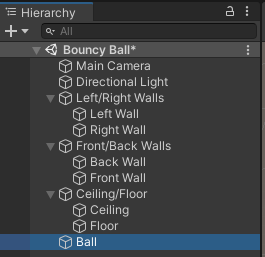 Hierarchy
All
Bouncy Ball*
Main Camera
Directional Light
Left/Right Walls
Left Wall
Right Wall
Front/Back Walls
Back Wall
Front Wall
Ceiling/Floor
Ceiling
Floor
Ball